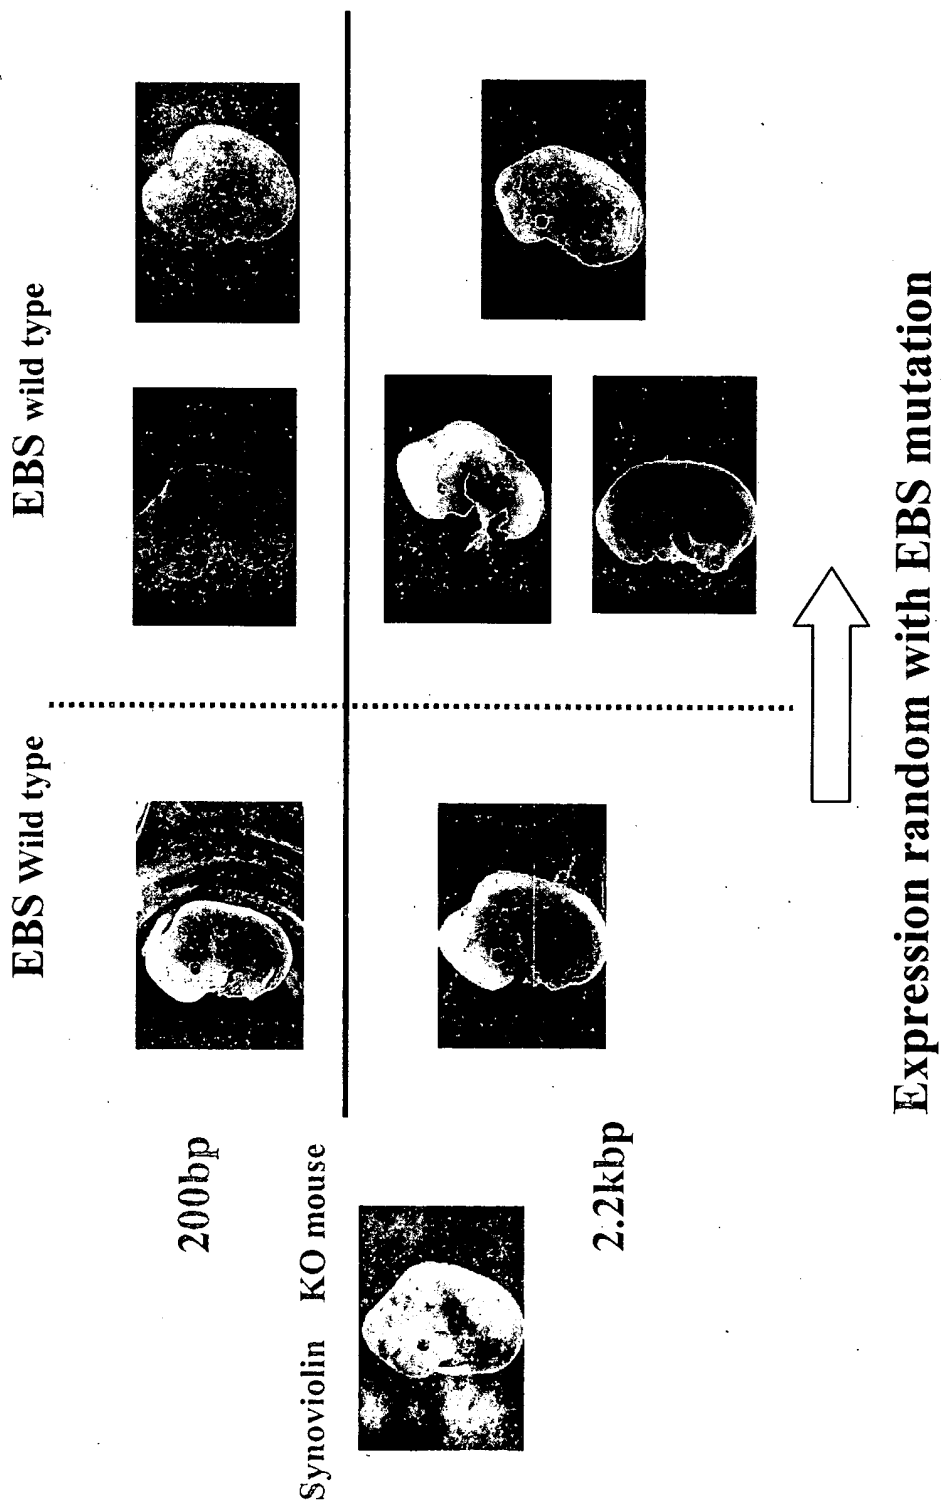 EBS Wild type
EBS wild type
200bp
Synoviolin KO mouse
2.2kbp
Expression random with EBS mutation